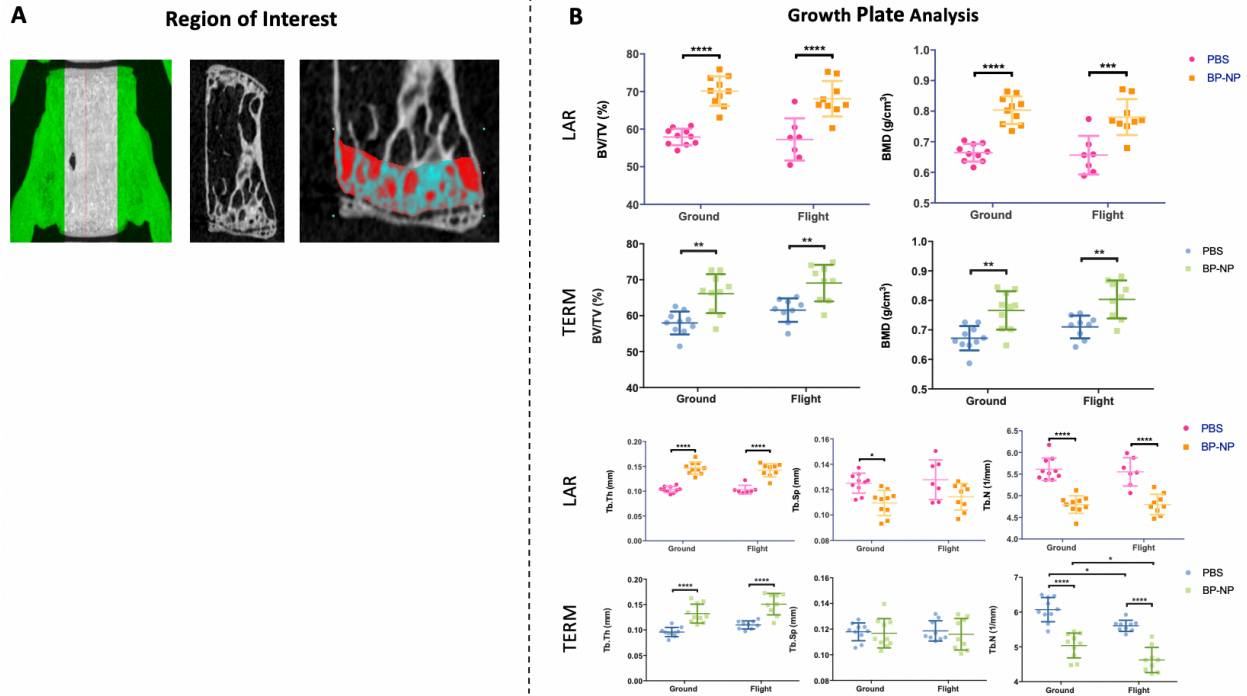 A
Region of Interest
B
Growth Plate Analysis
LAR
BV/TV (%)
80
70
60
50
40
****
****
Ground
Flight
BMD (g/cm³)
1.0
0.9
0.8
0.7
0.6
0.5
****
***
Ground
Flight
PBS
BP-NP
TERM
BV/TV (%)
80
70
60
50
40
**
**
Ground
Flight
BMD (g/cm³)
1.0
0.9
0.8
0.7
0.6
0.5
**
**
Ground
Flight
PBS
BP-NP
LAR
Tb.Th (mm)
0.20
0.15
0.10
0.05
0.00
****
****
Ground
Flight
Tb.Sp (mm)
0.16
0.14
0.12
0.10
0.08
*
Ground
Flight
Tb.N (1/mm)
6.5
6.0
5.5
5.0
4.5
4.0
****
****
Ground
Flight
PBS
BP-NP
TERM
Tb.Th (mm)
0.20
0.15
0.10
0.05
0.00
****
****
Ground
Flight
Tb.Sp (mm)
0.16
0.14
0.12
0.10
0.08
Ground
Flight
Tb.N (1/mm)
7
6
5
4
*
*
****
****
Ground
Flight
PBS
BP-NP